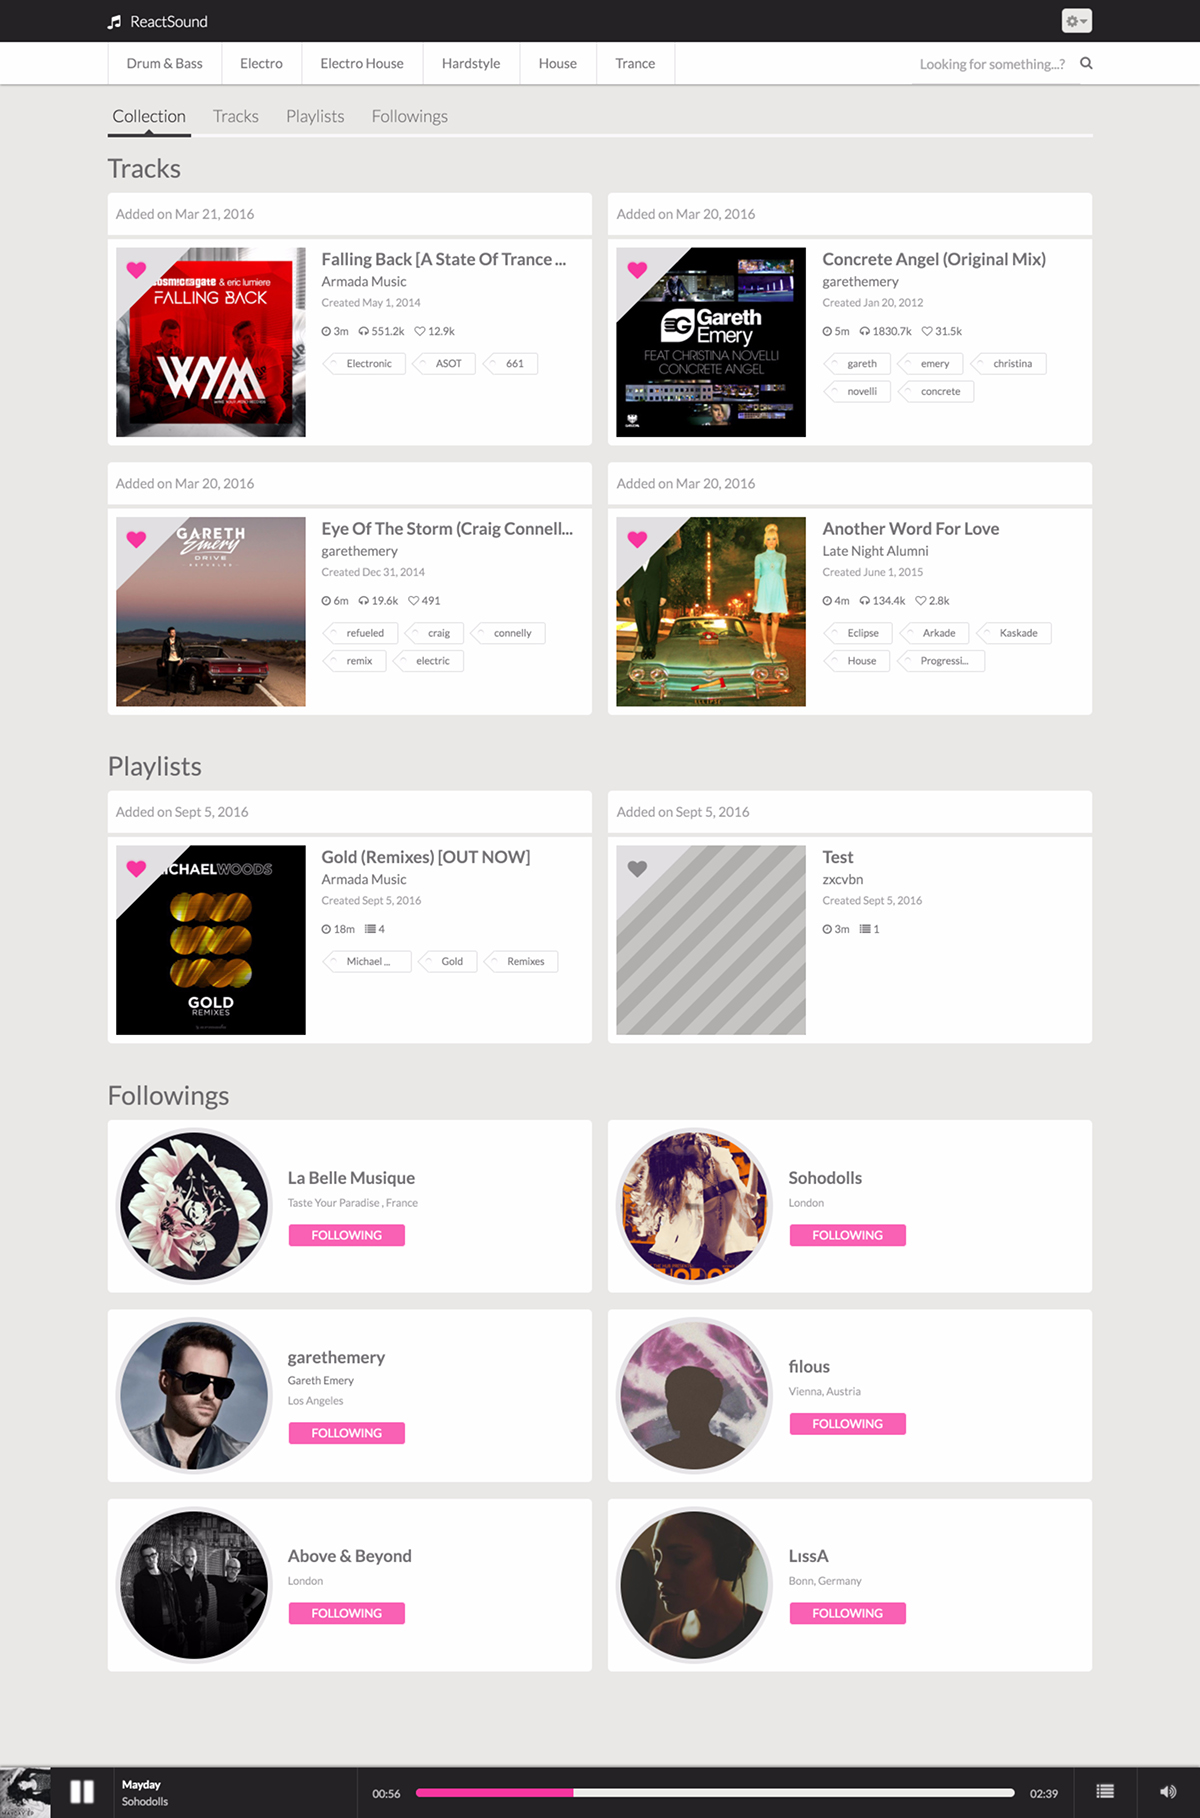 ReactSound
Drum & Bass Electro Electro House Hardstyle House Trance Looking for something...?
Collection Tracks Playlists Followings
Tracks
Added on Mar 21, 2016
cosmic gate & eric lumiere
FALLING BACK
WYM
Falling Back [A State Of Trance ...
Armada Music
Created May 1, 2014
3m 551.2k 12.9k
Electronic ASOT 661
Added on Mar 20, 2016
Gareth
Emery
FEAT CHRISTINA NOVELLI
CONCRETE ANGEL
Concrete Angel (Original Mix)
garethemery
Created Jan 20, 2012
5m 1830.7k 31.5k
gareth emery christina
novelli concrete
Added on Mar 20, 2016
GARETH
Emery
DRIVE
REFUELED
Eye Of The Storm (Craig Connell...
garethemery
Created Dec 31, 2014
6m 19.6k 491
refueled craig connelly
remix electric
Added on Mar 20, 2016
ECLIPSE
Another Word For Love
Late Night Alumni
Created June 1, 2015
4m 134.4k 2.8k
Eclipse Arkade Kaskade
House Progressi...
Playlists
Added on Sept 5, 2016
ICHAELWOODS
GOLD
REMIXES
Gold (Remixes) [OUT NOW]
Armada Music
Created Sept 5, 2016
18m 4
Michael ... Gold Remixes
Added on Sept 5, 2016
Test
zxcvbn
Created Sept 5, 2016
3m 1
Followings
La Belle Musique
Taste Your Paradise , France
FOLLOWING
Sohodolls
London
FOLLOWING
garethemery
Gareth Emery
Los Angeles
FOLLOWING
filous
Vienna, Austria
FOLLOWING
Above & Beyond
London
FOLLOWING
LıssA
Bonn, Germany
FOLLOWING
Mayday
Sohodolls
00:56 02:39